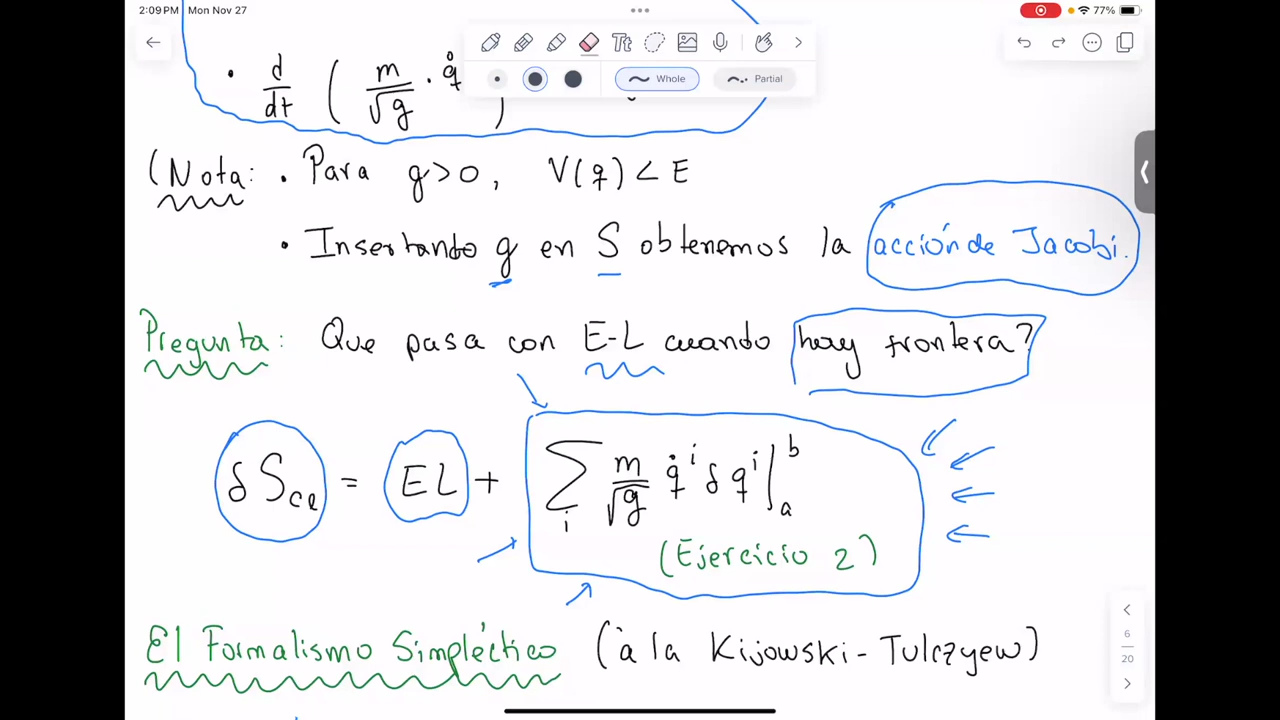 2:09 PM Mon Nov 27
77%
Tt
Whole
Partial
· d/dt ( m/√g · q̇ )
(Nota: · Para g>0, V(q) < E
· Insertando g en S obtenemos la acción de Jacobi.
Pregunta: Que pasa con E-L cuando hay frontera?
δS_cl = EL + Σ_i m/√g q̇^i δq^i |_a^b
(Ejercicio 2)
El Formalismo Simpléctico (à la Kijowski-Tulczyew)
6
20